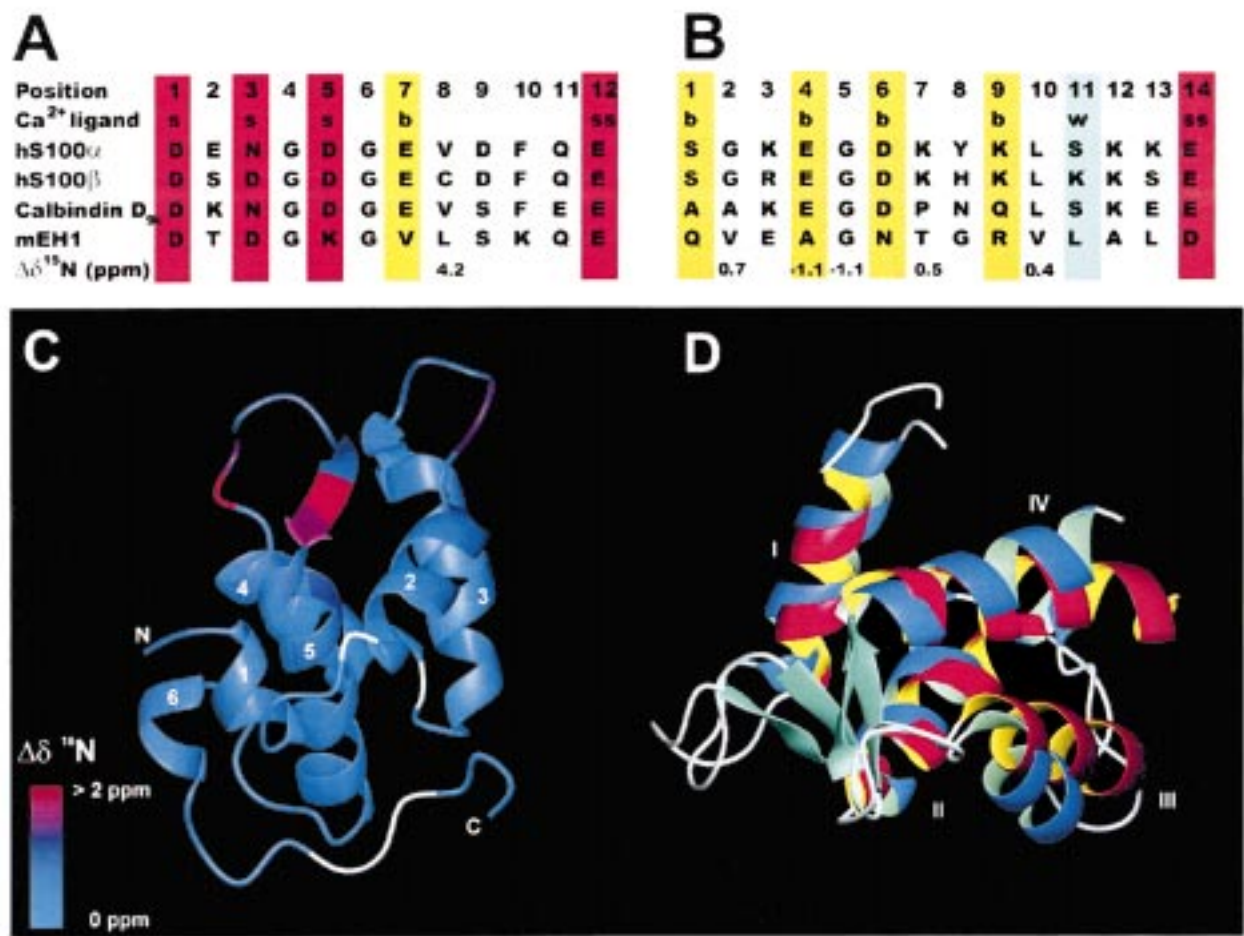 A
Position 1 2 3 4 5 6 7 8 9 10 11 12
Ca²⁺ ligand s s s b ss
hS100α D E N G D G E V D F Q E
hS100β D S D G D G E C D F Q E
Calbindin D₉ₖ D K N G D G E V S F E E
mEH1 D T D G K G V L S K Q E
Δδ¹⁵N (ppm) 4.2
B
1 2 3 4 5 6 7 8 9 10 11 12 13 14
b b b b w ss
S G K E G D K Y K L S K K E
S G R E G D K H K L K K S E
A A K E G D P N Q L S K E E
Q V E A G N T G R V L A L D
0.7 -1.1 -1.1 0.5 0.4
C
N
1
2
3
4
5
6
C
Δδ ¹⁵N
> 2 ppm
0 ppm
D
I
IV
II
III